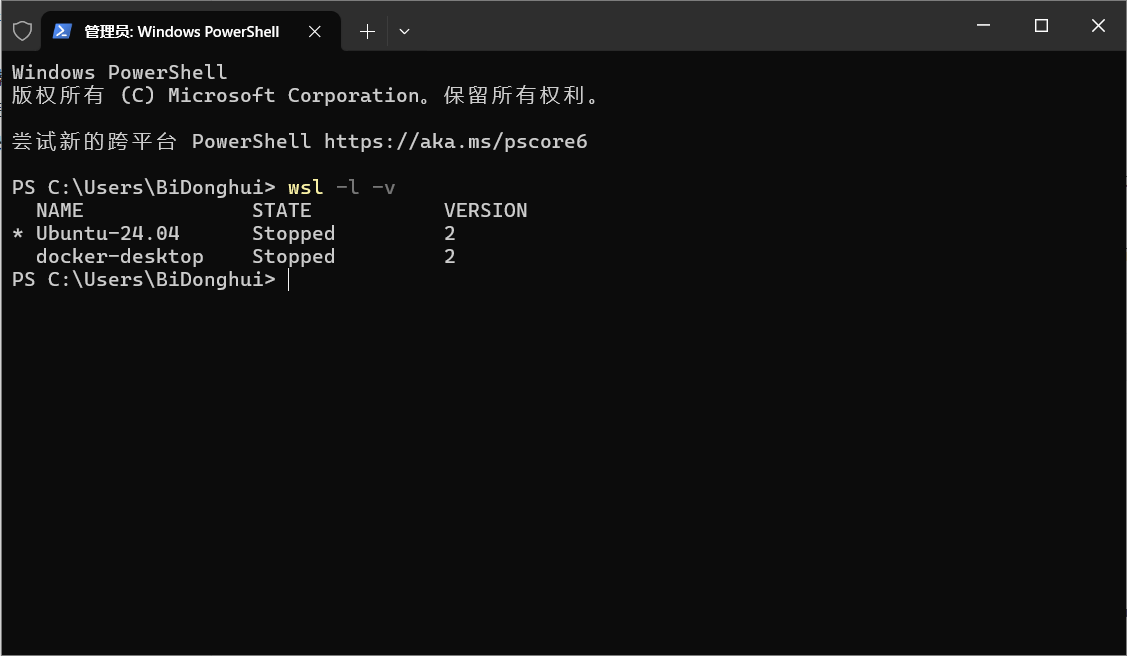 管理员: Windows PowerShell
Windows PowerShell
版权所有 (C) Microsoft Corporation。保留所有权利。
尝试新的跨平台 PowerShell https://aka.ms/pscore6
PS C:\Users\BiDonghui> wsl -l -v
  NAME              STATE           VERSION
* Ubuntu-24.04      Stopped         2
  docker-desktop    Stopped         2
PS C:\Users\BiDonghui>